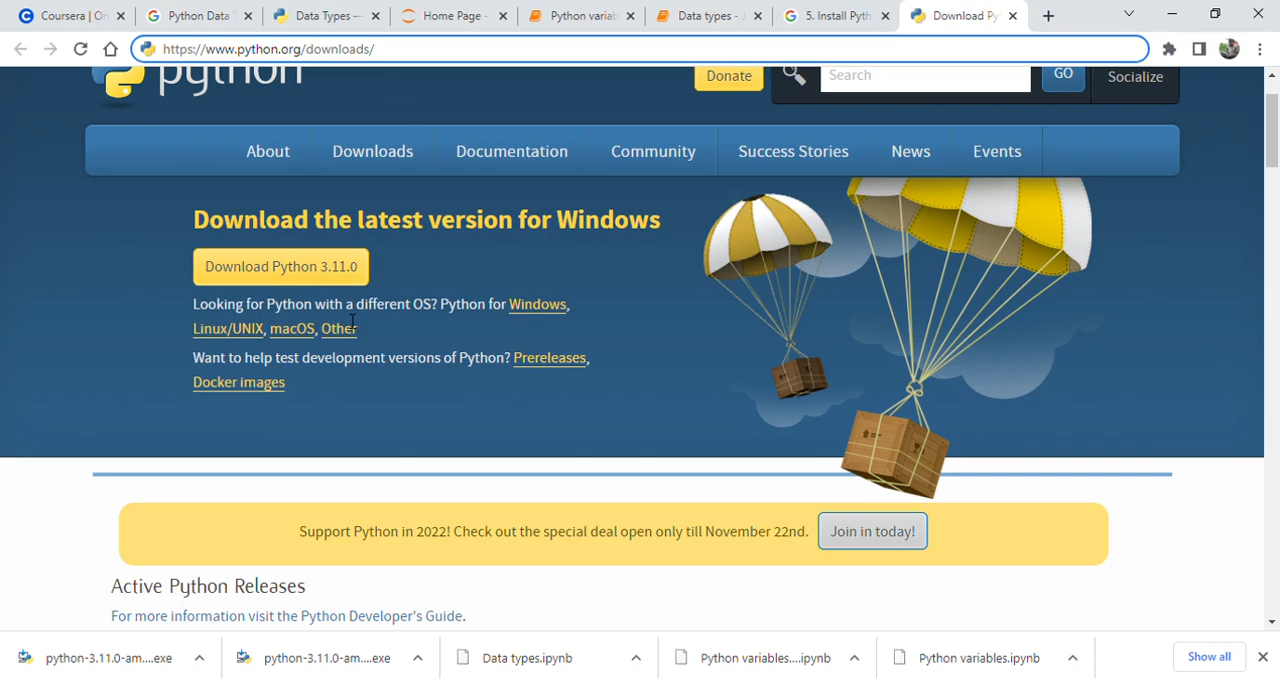 Coursera | On
Python Data T
Data Types —
Home Page -
Python variab
Data types - J
5. Install Pyth
Download Py
https://www.python.org/downloads/
python
Donate
Search
GO
Socialize
About
Downloads
Documentation
Community
Success Stories
News
Events
Download the latest version for Windows
Download Python 3.11.0
Looking for Python with a different OS? Python for Windows,
Linux/UNIX, macOS, Other
Want to help test development versions of Python? Prereleases,
Docker images
Support Python in 2022! Check out the special deal open only till November 22nd.
Join in today!
Active Python Releases
For more information visit the Python Developer's Guide.
python-3.11.0-am....exe
python-3.11.0-am....exe
Data types.ipynb
Python variables....ipynb
Python variables.ipynb
Show all